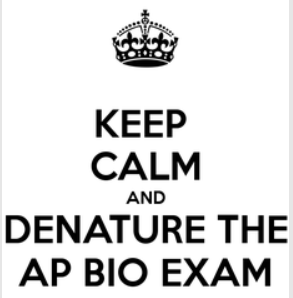 KEEP
CALM
AND
DENATURE THE
AP BIO EXAM